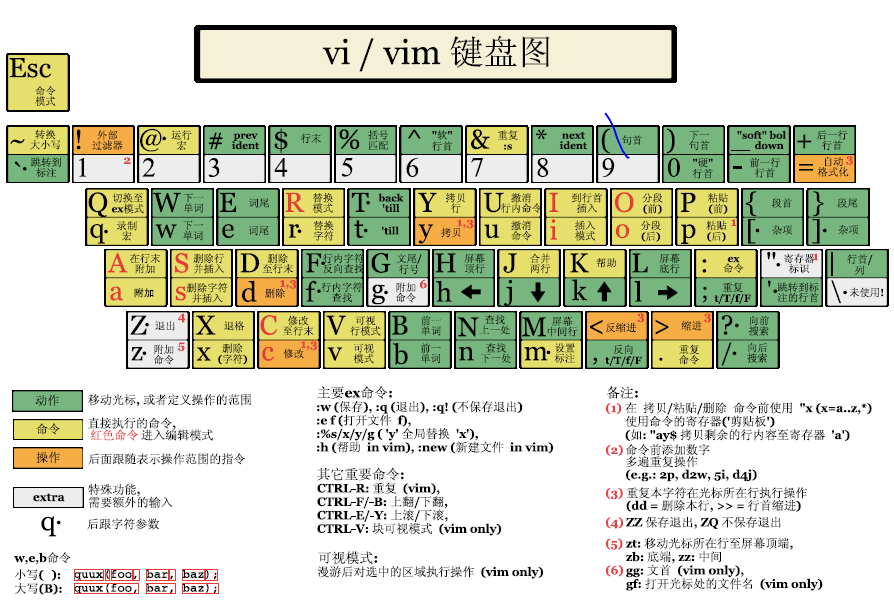 vi / vim 键盘图
Esc
命令
模式
~ 转换
大小写
`· 跳转到
标注
! 外部
过滤器
1 2
@· 运行
宏
2
# prev
ident
3
$ 行末
4
% 括号
匹配
5
^ "软"
行首
6
& 重复
:s
7
* next
ident
8
( 句首
9
) 下一
句首
0 "硬"
行首
"soft" bol
__ down
- 前一行
行首
+ 后一行
行首
= 自动 3
格式化
Q 切换至
ex模式
q· 录制
宏
W 下一
单词
w 下一
单词
E 词尾
e 词尾
R 替换
模式
r· 替换
字符
T· back
'till
t· 'till
Y 拷贝
行
y 拷贝 1,3
U 撤消
行内命令
u 撤消
命令
I 到行首
插入
i 插入
模式
O 分段
(前)
o 分段
(后)
P 粘贴
(前)
p 粘贴 1
(后)
{ 段首
[· 杂项
} 段尾
]· 杂项
A 在行末
附加
a 附加
S 删除行
并插入
s 删除字符
并插入
D 删除
至行末
d 删除 1,3
F· 行内字符
反向查找
f· 行内字符
查找
G 文尾/
行号
g· 附加 6
命令
H 屏幕
顶行
h ←
J 合并
两行
j ↓
K 帮助
k ↑
L 屏幕
底行
l →
: ex
命令
; 重复
t/T/f/F
"· 寄存器 1
标识
'· 跳转到标
注的行首
| 行首/
列
\· 未使用!
Z· 退出 4
z· 附加 5
命令
X 退格
x 删除
(字符)
C 修改
至行末
c 修改 1,3
V 可视
行模式
v 可视
模式
B 前一
单词
b 前一
单词
N 查找
上一处
n 查找
下一处
M 屏幕
中间行
m· 设置
标注
< 反缩进 3
, 反向
t/T/f/F
> 缩进 3
. 重复
命令
?· 向前
搜索
/· 向后
搜索
动作 移动光标, 或者定义操作的范围
命令 直接执行的命令,
红色命令 进入编辑模式
操作 后面跟随表示操作范围的指令
extra 特殊功能,
需要额外的输入
q· 后跟字符参数
w,e,b命令
小写( ): quux(foo, bar, baz);
大写(B): quux(foo, bar, baz);
主要ex命令:
:w (保存), :q (退出), :q! (不保存退出)
:e f (打开文件 f),
:%s/x/y/g ( 'y' 全局替换 'x'),
:h (帮助 in vim), :new (新建文件 in vim)
其它重要命令:
CTRL-R: 重复 (vim),
CTRL-F/-B: 上翻/下翻,
CTRL-E/-Y: 上滚/下滚,
CTRL-V: 块可视模式 (vim only)
可视模式:
漫游后对选中的区域执行操作 (vim only)
备注:
(1) 在 拷贝/粘贴/删除 命令前使用 "x (x=a..z,*)
使用命令的寄存器('剪贴板')
(如: "ay$ 拷贝剩余的行内容至寄存器 'a')
(2) 命令前添加数字
多遍重复操作
(e.g.: 2p, d2w, 5i, d4j)
(3) 重复本字符在光标所在行执行操作
(dd = 删除本行, >> = 行首缩进)
(4) ZZ 保存退出, ZQ 不保存退出
(5) zt: 移动光标所在行至屏幕顶端,
zb: 底端, zz: 中间
(6) gg: 文首 (vim only),
gf: 打开光标处的文件名 (vim only)